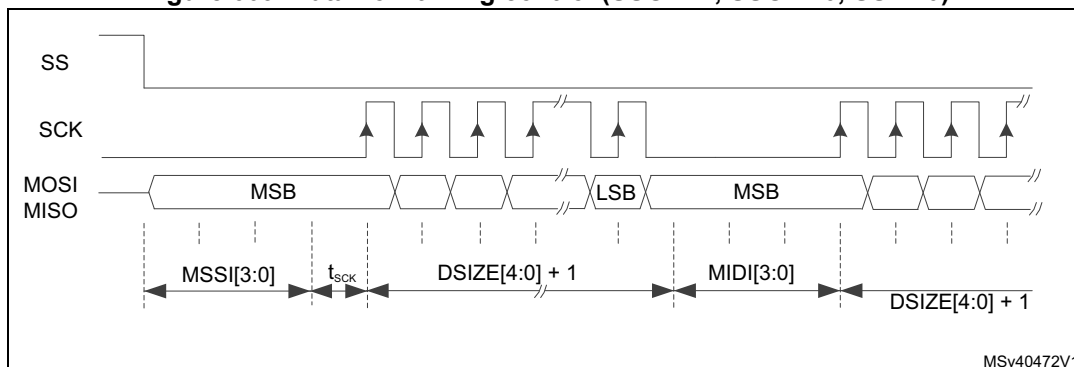 SS
SCK
MOSI
MISO
MSB
LSB
MSB
MSSI[3:0]
tSCK
DSIZE[4:0] + 1
MIDI[3:0]
DSIZE[4:0] + 1
MSv40472V1